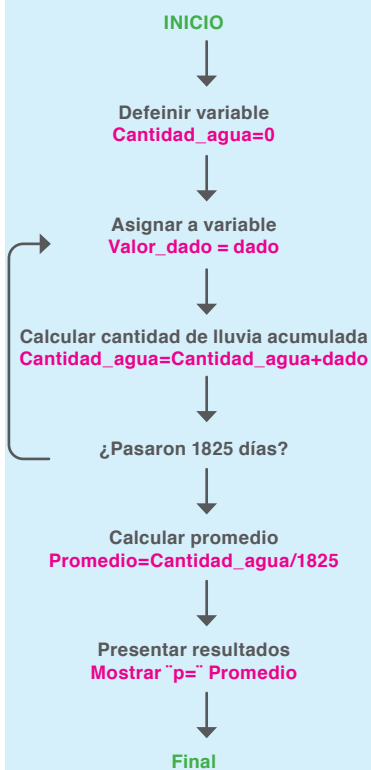 INICIO
Defeinir variable
Cantidad_agua=0
Asignar a variable
Valor_dado = dado
Calcular cantidad de lluvia acumulada
Cantidad_agua=Cantidad_agua+dado
¿Pasaron 1825 días?
Calcular promedio
Promedio=Cantidad_agua/1825
Presentar resultados
Mostrar ¨p=¨ Promedio
Final